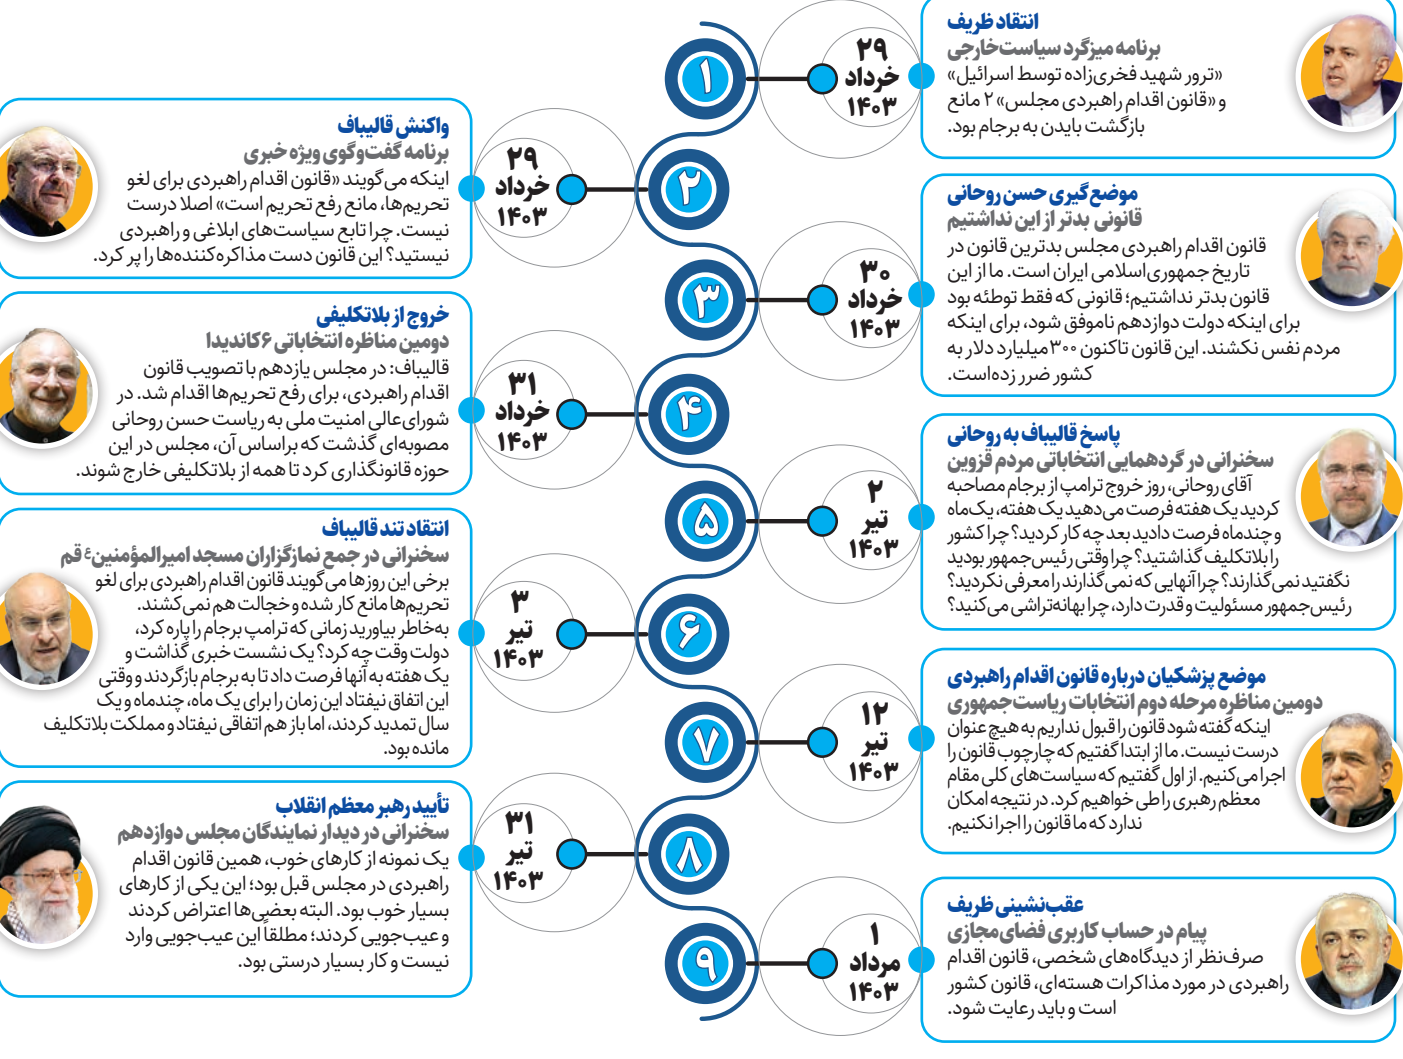 ۱
۲۹
خرداد
۱۴۰۳
انتقاد ظریف
برنامه میزگرد سیاست‌خارجی
«ترور شهید فخری‌زاده توسط اسرائیل»
و «قانون اقدام راهبردی مجلس» ۲ مانع
بازگشت بایدن به برجام بود.
۲
۲۹
خرداد
۱۴۰۳
واکنش قالیباف
برنامه گفت‌وگوی ویژه خبری
اینکه می‌گویند «قانون اقدام راهبردی برای لغو
تحریم‌ها، مانع رفع تحریم است» اصلا درست
نیست. چرا تابع سیاست‌های ابلاغی و راهبردی
نیستید؟ این قانون دست مذاکره‌کننده‌ها را پر کرد.
۳
۳۰
خرداد
۱۴۰۳
موضع‌گیری حسن روحانی
قانونی بدتر از این نداشتیم
قانون اقدام راهبردی مجلس بدترین قانون در
تاریخ جمهوری‌اسلامی ایران است. ما از این
قانون بدتر نداشتیم؛ قانونی که فقط توطئه بود
برای اینکه دولت دوازدهم ناموفق شود، برای اینکه
مردم نفس نکشند. این قانون تاکنون ۳۰۰میلیارد دلار به
کشور ضرر زده‌است.
۴
۳۱
خرداد
۱۴۰۳
خروج از بلاتکلیفی
دومین مناظره انتخاباتی ۶کاندیدا
قالیباف: در مجلس یازدهم با تصویب قانون
اقدام راهبردی، برای رفع تحریم‌ها اقدام شد. در
شورای‌عالی امنیت ملی به ریاست حسن روحانی
مصوبه‌ای گذشت که براساس آن، مجلس در این
حوزه قانونگذاری کرد تا همه از بلاتکلیفی خارج شوند.
۵
۲
تیر
۱۴۰۳
پاسخ قالیباف به روحانی
سخنرانی در گردهمایی انتخاباتی مردم قزوین
آقای روحانی، روز خروج ترامپ از برجام مصاحبه
کردید یک هفته فرصت می‌دهید یک هفته، یک‌ماه
و چندماه فرصت دادید بعد چه کار کردید؟ چرا کشور
را بلاتکلیف گذاشتید؟ چرا وقتی رئیس‌جمهور بودید
نگفتید نمی‌گذارند؟ چرا آنهایی که نمی‌گذارند را معرفی نکردید؟
رئیس‌جمهور مسئولیت و قدرت دارد، چرا بهانه‌تراشی می‌کنید؟
۶
۳
تیر
۱۴۰۳
انتقاد تند قالیباف
سخنرانی در جمع نمازگزاران مسجد امیرالمؤمنین‌ع قم
برخی این روزها می‌گویند قانون اقدام راهبردی برای لغو
تحریم‌ها مانع کار شده و خجالت هم نمی‌کشند.
به‌خاطر بیاورید زمانی که ترامپ برجام را پاره کرد،
دولت وقت چه کرد؟ یک نشست خبری گذاشت و
یک هفته به آنها فرصت داد تا به برجام بازگردند و وقتی
این اتفاق نیفتاد این زمان را برای یک ماه، چندماه و یک
سال تمدید کردند، اما باز هم اتفاقی نیفتاد و مملکت بلاتکلیف
مانده بود.
۷
۱۲
تیر
۱۴۰۳
موضع پزشکیان درباره قانون اقدام راهبردی
دومین مناظره مرحله دوم انتخابات ریاست‌جمهوری
اینکه گفته شود قانون را قبول نداریم به هیچ عنوان
درست نیست. ما از ابتدا گفتیم که چارچوب قانون را
اجرا می‌کنیم. از اول گفتیم که سیاست‌های کلی مقام
معظم رهبری را طی خواهیم کرد. در نتیجه امکان
ندارد که ما قانون را اجرا نکنیم.
۸
۳۱
تیر
۱۴۰۳
تأیید رهبر معظم انقلاب
سخنرانی در دیدار نمایندگان مجلس دوازدهم
یک نمونه از کارهای خوب، همین قانون اقدام
راهبردی در مجلس قبل بود؛ این یکی از کارهای
بسیار خوب بود. البته بعضی‌ها اعتراض کردند
و عیب‌جویی کردند؛ مطلقاً این عیب‌جویی وارد
نیست و کار بسیار درستی بود.
۹
۱
مرداد
۱۴۰۳
عقب‌نشینی ظریف
پیام در حساب کاربری فضای‌مجازی
صرف‌نظر از دیدگاه‌های شخصی، قانون اقدام
راهبردی در مورد مذاکرات هسته‌ای، قانون کشور
است و باید رعایت شود.